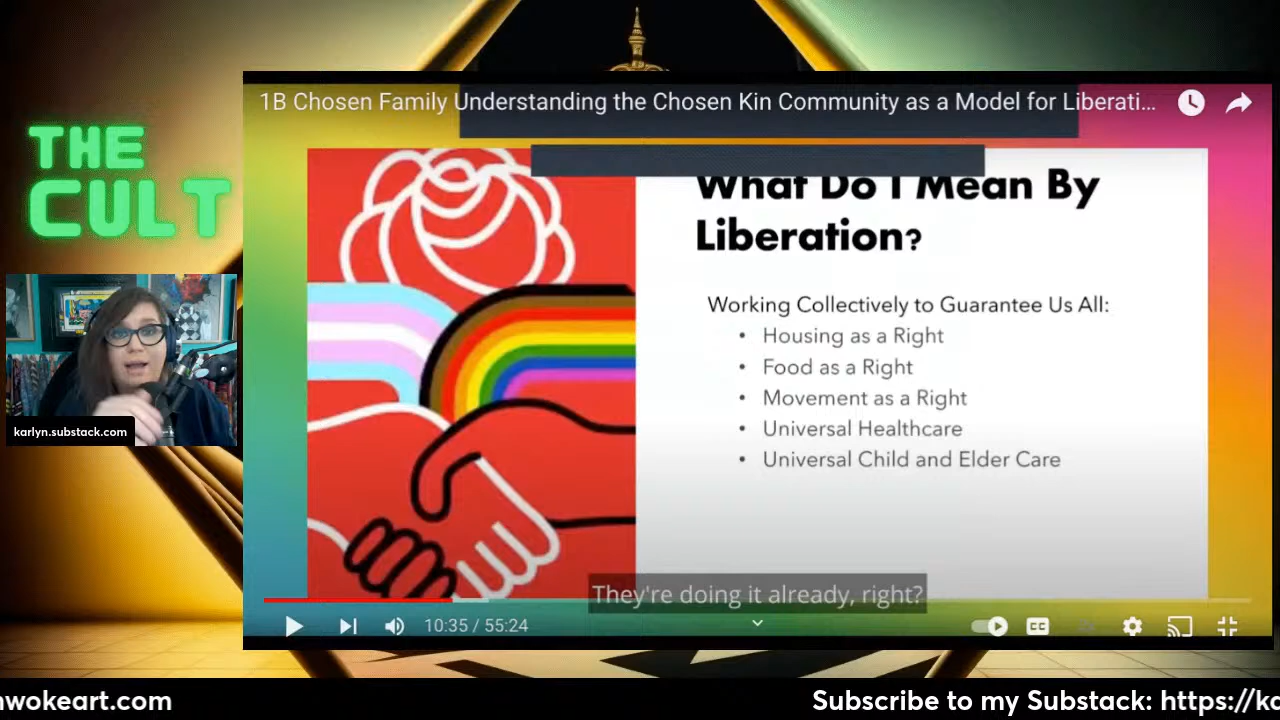 THE
CULT
karlyn.substack.com
1B Chosen Family Understanding the Chosen Kin Community as a Model for Liberati...
What Do I Mean By
Liberation?
Working Collectively to Guarantee Us All:
• Housing as a Right
• Food as a Right
• Movement as a Right
• Universal Healthcare
• Universal Child and Elder Care
They're doing it already, right?
10:35 / 55:24
CC
nwokeart.com
Subscribe to my Substack: https://ka